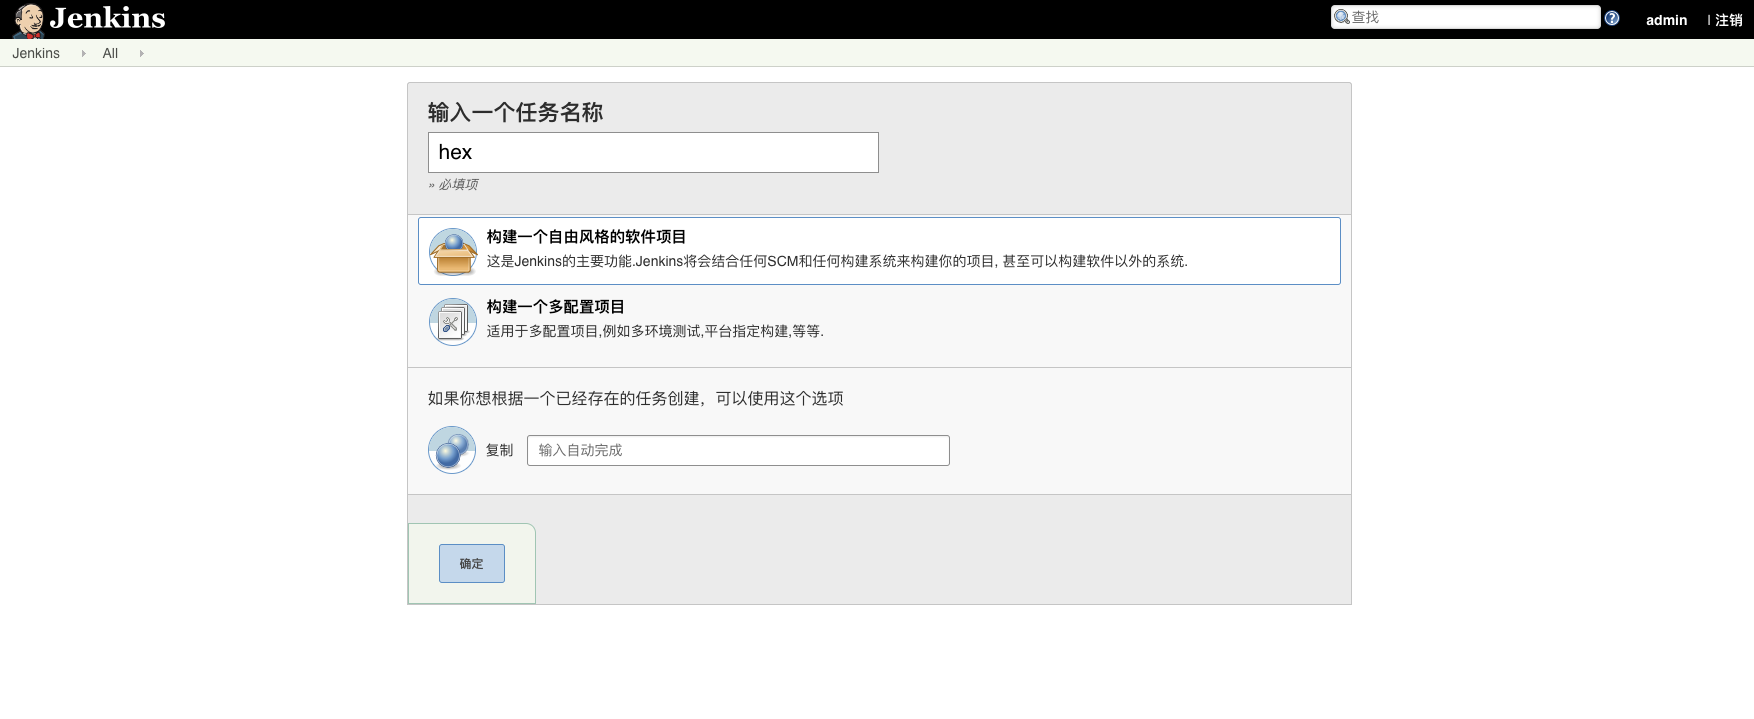 Jenkins
查找
admin
| 注销
Jenkins
All
输入一个任务名称
hex
» 必填项
构建一个自由风格的软件项目
这是Jenkins的主要功能.Jenkins将会结合任何SCM和任何构建系统来构建你的项目, 甚至可以构建软件以外的系统.
构建一个多配置项目
适用于多配置项目,例如多环境测试,平台指定构建,等等.
如果你想根据一个已经存在的任务创建，可以使用这个选项
复制
输入自动完成
确定